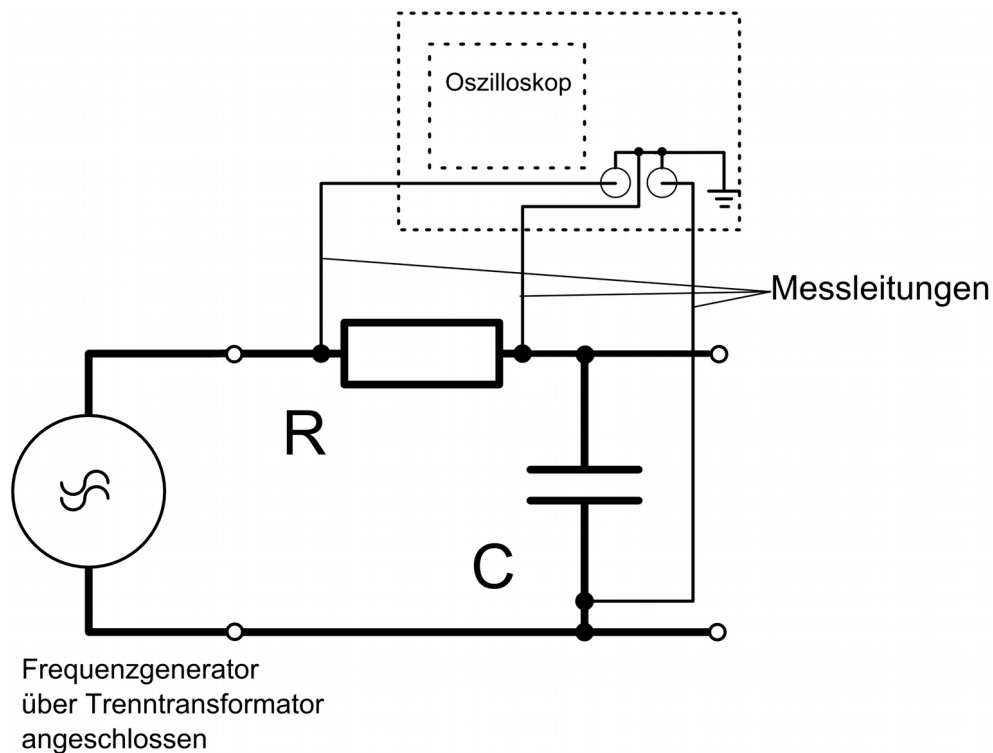 Oszilloskop
Messleitungen
R
C
Frequenzgenerator
über Trenntransformator
angeschlossen